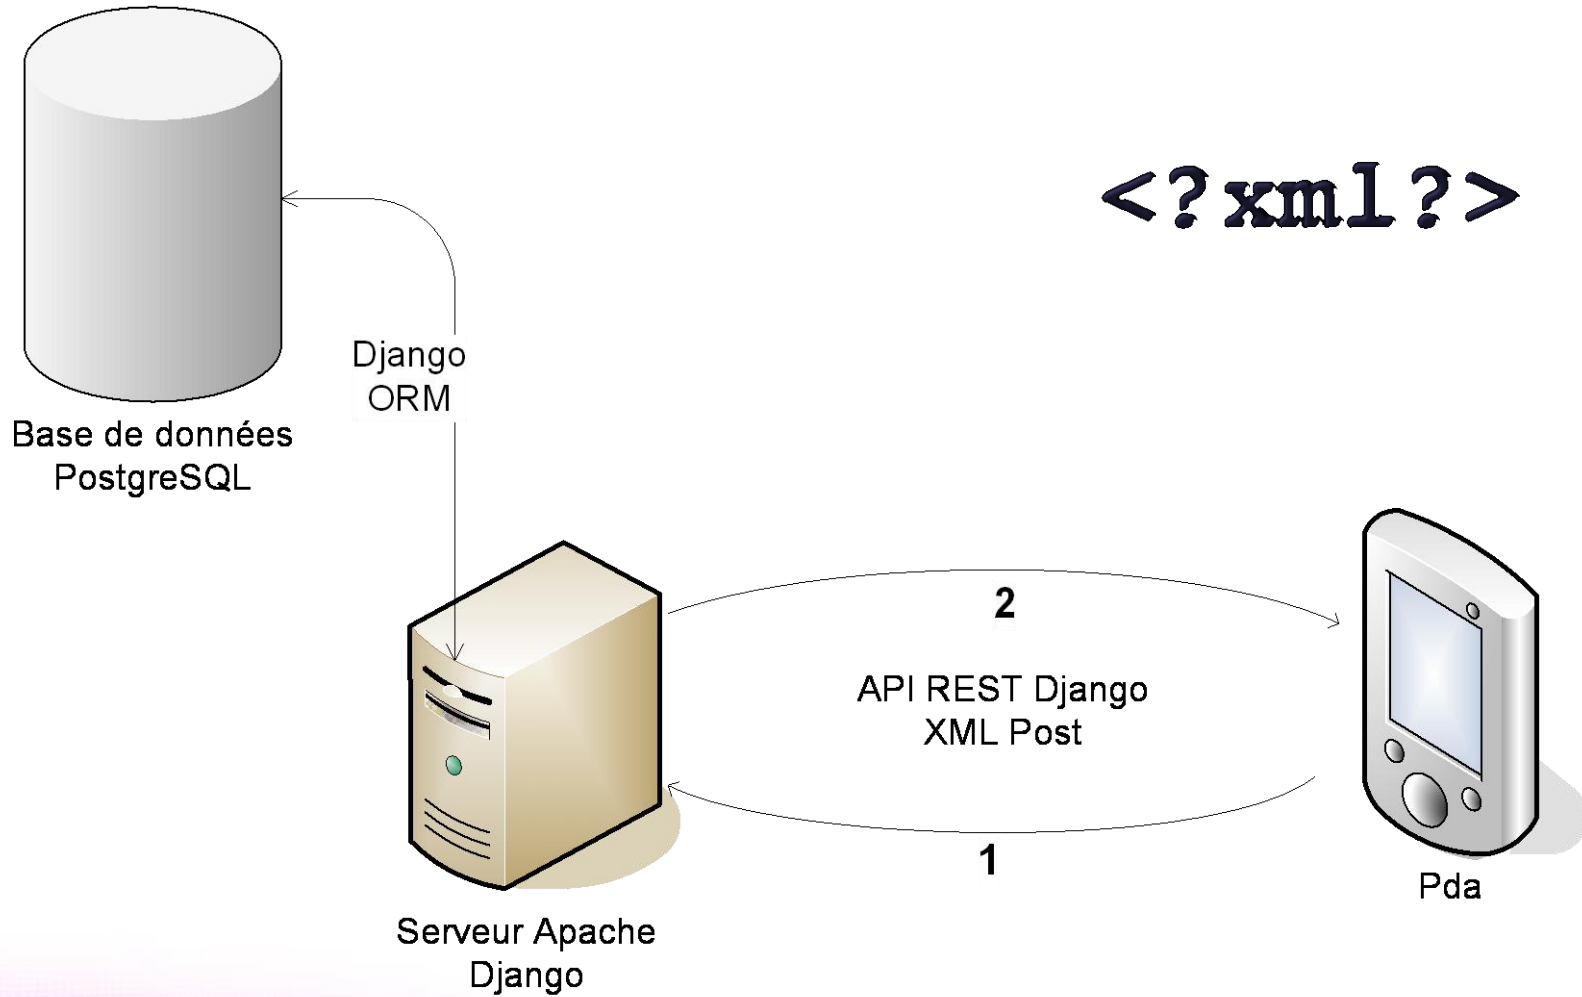 <?xml?>
Django
ORM
Base de données
PostgreSQL
2
API REST Django
XML Post
1
Pda
Serveur Apache
Django